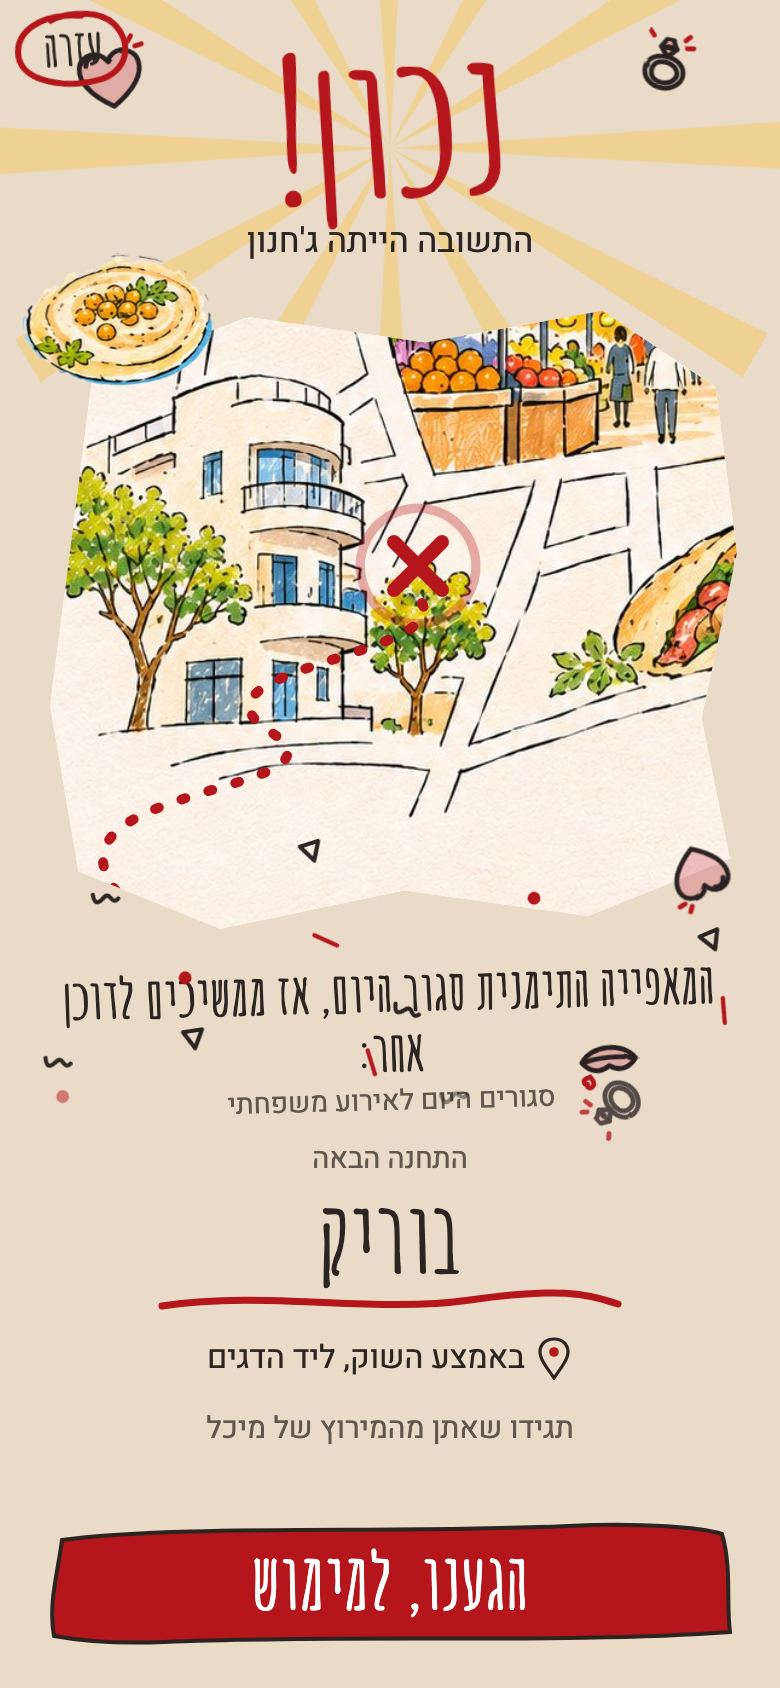 עזרה
נכון!
התשובה הייתה ג'חנון
המאפייה התימנית סגורה היום, אז ממשיכים לדוכן
אחר:
סגורים היום לאירוע משפחתי
התחנה הבאה
בוריק
באמצע השוק, ליד הדגים
תגידו שאתן מהמירוץ של מיכל
הגענו, למימוש